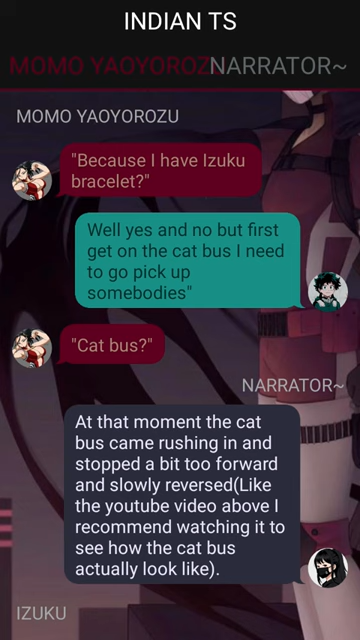 INDIAN TS
MOMO YAOYOROZU
NARRATOR~
MOMO YAOYOROZU
"Because I have Izuku
bracelet?"
Well yes and no but first
get on the cat bus I need
to go pick up
somebodies"
"Cat bus?"
NARRATOR~
At that moment the cat
bus came rushing in and
stopped a bit too forward
and slowly reversed(Like
the youtube video above I
recommend watching it to
see how the cat bus
actually look like).
IZUKU